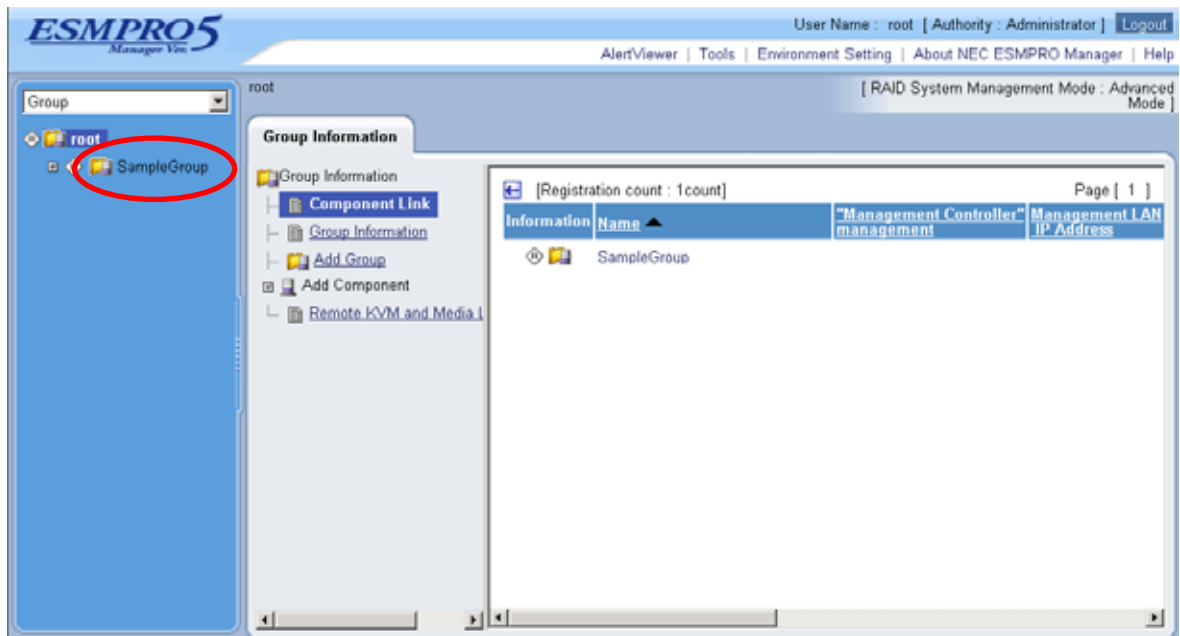 ESMPRO5
Manager Ver.
User Name : root [ Authority : Administrator ] Logout
AlertViewer | Tools | Environment Setting | About NEC ESMPRO Manager | Help
Group
root
SampleGroup
root
[ RAID System Management Mode : Advanced
Mode ]
Group Information
Group Information
Component Link
Group Information
Add Group
Add Component
Remote KVM and Media L
[Registration count : 1count]
Page [ 1 ]
Information Name ▲ "Management Controller" management Management LAN IP Address
SampleGroup